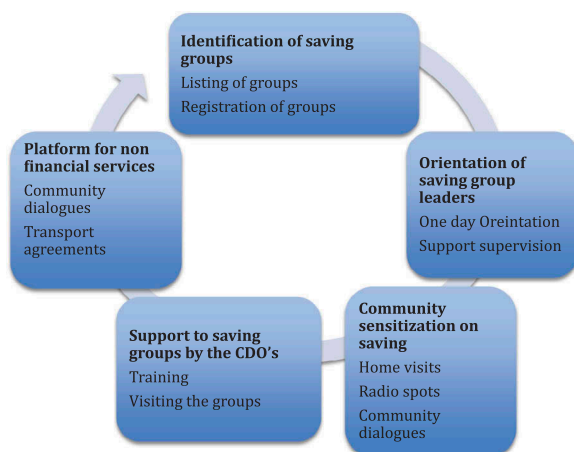 Identification of saving
groups
Listing of groups
Registration of groups
Orientation of
saving group
leaders
One day Oreintation
Support supervision
Community
sensitization on
saving
Home visits
Radio spots
Community
dialogues
Support to saving
groups by the CDO's
Training
Visiting the groups
Platform for non
financial services
Community
dialogues
Transport
agreements